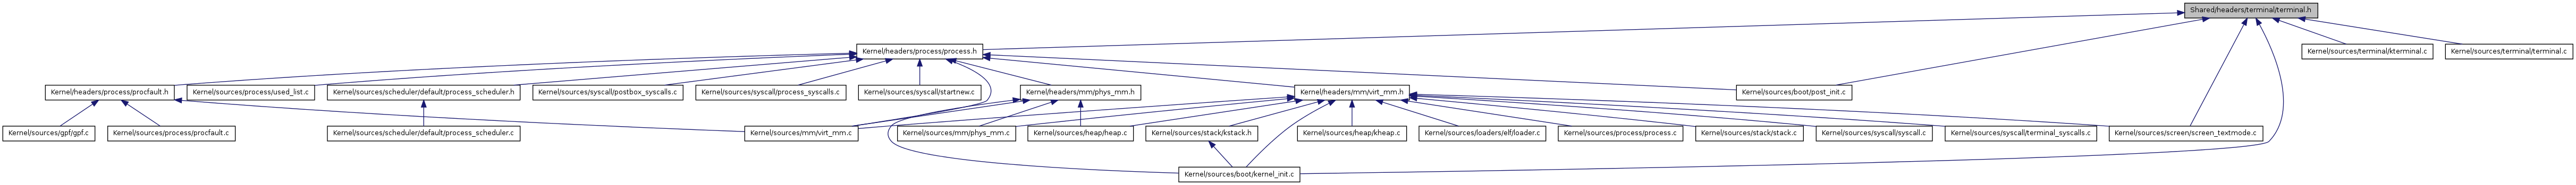 Shared/headers/terminal/terminal.h
Kernel/headers/process/process.h
Kernel/sources/terminal/kterminal.c
Kernel/sources/terminal/terminal.c
Kernel/headers/process/procfault.h
Kernel/sources/process/used_list.c
Kernel/sources/scheduler/default/process_scheduler.h
Kernel/sources/syscall/postbox_syscalls.c
Kernel/sources/syscall/process_syscalls.c
Kernel/sources/syscall/startnew.c
Kernel/headers/mm/phys_mm.h
Kernel/headers/mm/virt_mm.h
Kernel/sources/boot/post_init.c
Kernel/sources/gpf/gpf.c
Kernel/sources/process/procfault.c
Kernel/sources/scheduler/default/process_scheduler.c
Kernel/sources/mm/virt_mm.c
Kernel/sources/mm/phys_mm.c
Kernel/sources/heap/heap.c
Kernel/sources/stack/kstack.h
Kernel/sources/heap/kheap.c
Kernel/sources/loaders/elf/loader.c
Kernel/sources/process/process.c
Kernel/sources/stack/stack.c
Kernel/sources/syscall/syscall.c
Kernel/sources/syscall/terminal_syscalls.c
Kernel/sources/screen/screen_textmode.c
Kernel/sources/boot/kernel_init.c